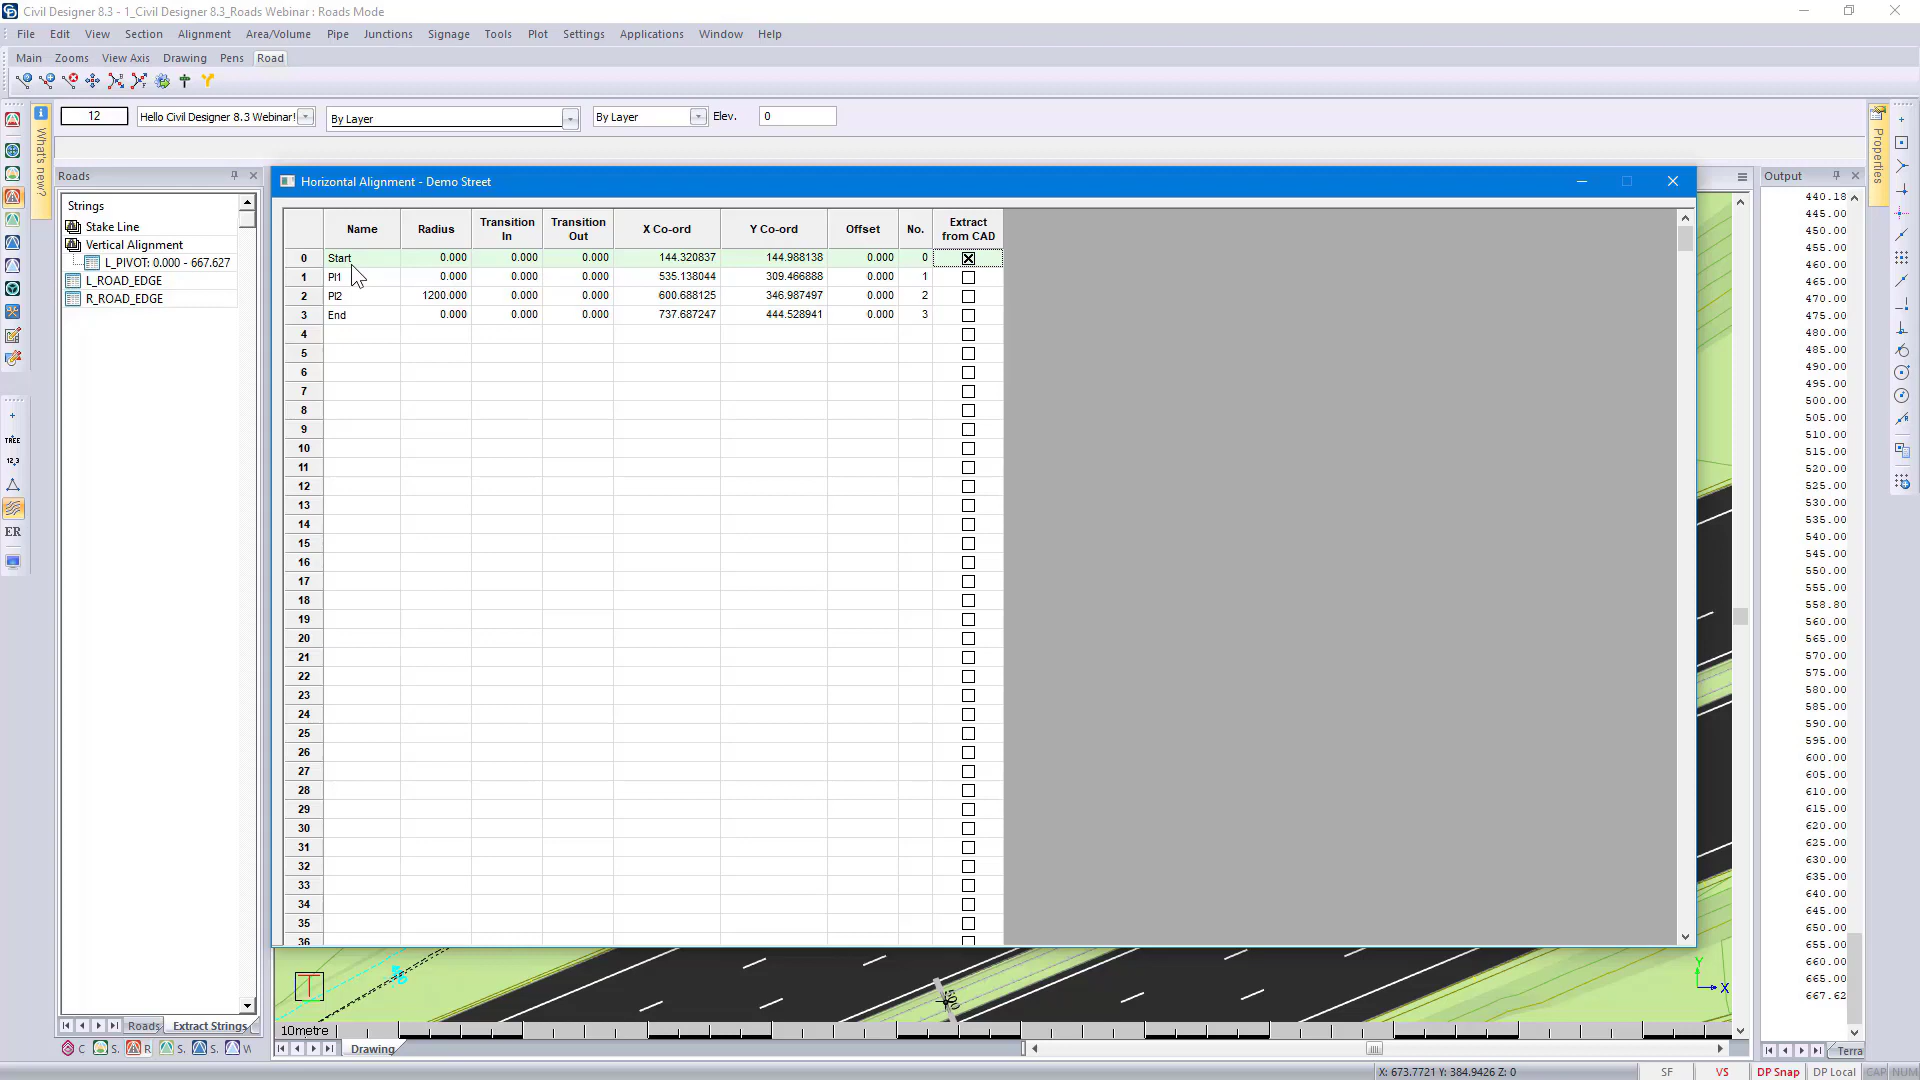 Civil Designer 8.3 - 1_Civil Designer 8.3_Roads Webinar : Roads Mode
File Edit View Section Alignment Area/Volume Pipe Junctions Signage Tools Plot Settings Applications Window Help
Main Zooms View Axis Drawing Pens Road
12 Hello Civil Designer 8.3 Webinar! By Layer By Layer Elev. 0
What's new?
Properties
Roads
Strings
Stake Line
Vertical Alignment
L_PIVOT: 0.000 - 667.627
L_ROAD_EDGE
R_ROAD_EDGE
TREE
12.3
ER
Horizontal Alignment - Demo Street
Name Radius Transition In Transition Out X Co-ord Y Co-ord Offset No. Extract from CAD
0 Start 0.000 0.000 0.000 144.320837 144.988138 0.000 0
1 PI1 0.000 0.000 0.000 535.138044 309.466888 0.000 1
2 PI2 1200.000 0.000 0.000 600.688125 346.987497 0.000 2
3 End 0.000 0.000 0.000 737.687247 444.528941 0.000 3
4
5
6
7
8
9
10
11
12
13
14
15
16
17
18
19
20
21
22
23
24
25
26
27
28
29
30
31
32
33
34
35
36
Output
440.18
445.00
450.00
455.00
460.00
465.00
470.00
475.00
480.00
485.00
490.00
495.00
500.00
505.00
510.00
515.00
520.00
525.00
530.00
535.00
540.00
545.00
550.00
555.00
558.80
560.00
565.00
570.00
575.00
580.00
585.00
590.00
595.00
600.00
605.00
610.00
615.00
620.00
625.00
630.00
635.00
640.00
645.00
650.00
655.00
660.00
665.00
667.62
T
500
Y
X
10metre
Roads Extract Strings
Drawing
Terra
C S. R S. S. W
X: 673.7721 Y: 384.9426 Z: 0 SF VS DP Snap DP Local CAP NUM